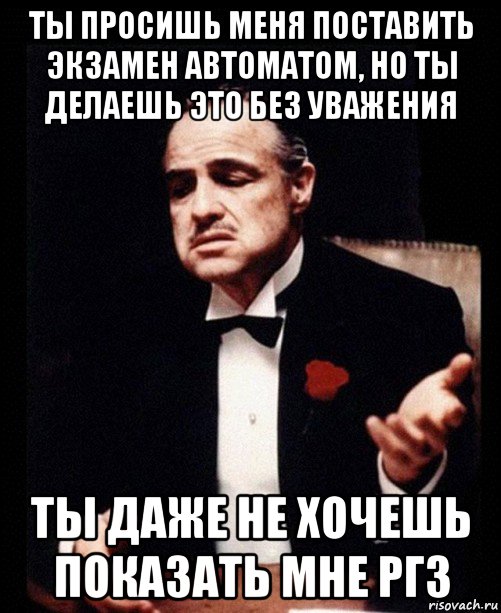 ТЫ ПРОСИШЬ МЕНЯ ПОСТАВИТЬ
ЭКЗАМЕН АВТОМАТОМ, НО ТЫ
ДЕЛАЕШЬ ЭТО БЕЗ УВАЖЕНИЯ
ТЫ ДАЖЕ НЕ ХОЧЕШЬ
ПОКАЗАТЬ МНЕ РГЗ
risovach.ru